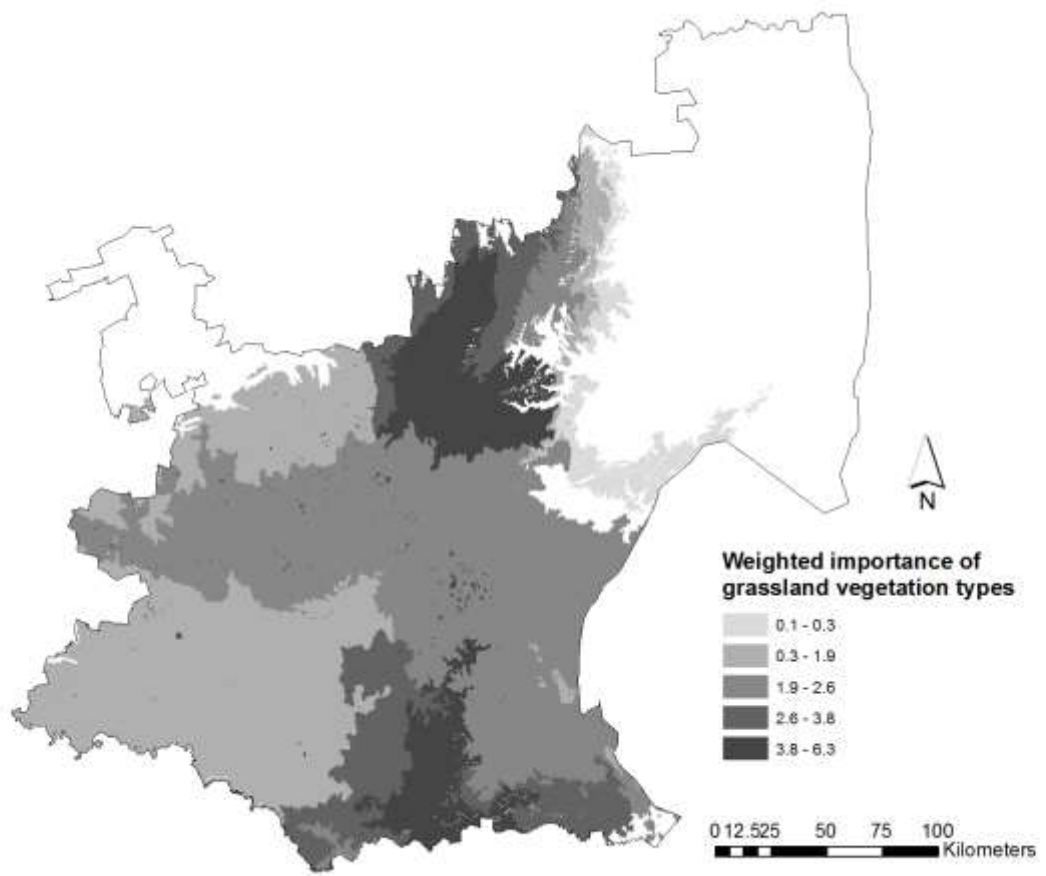 N
Weighted importance of
grassland vegetation types
0.1 - 0.3
0.3 - 1.9
1.9 - 2.6
2.6 - 3.8
3.8 - 6.3
0 12.525 50 75 100
Kilometers